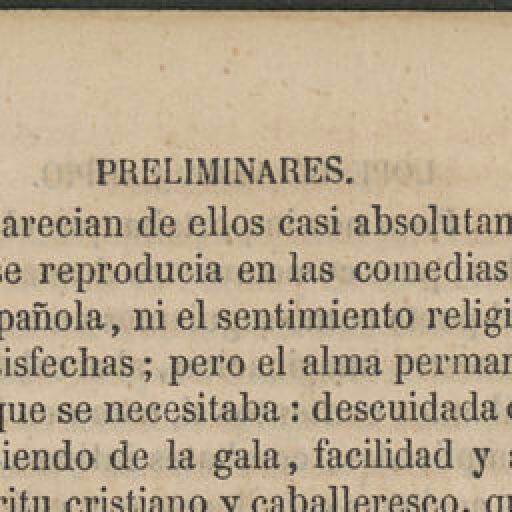 PRELIMINARES.
arecian de ellos casi absolutam
se reproducia en las comedias
pañola, ni el sentimiento religi
isfechas; pero el alma perman
que se necesitaba: descuidada
iendo de la gala, facilidad y
ritu cristiano y caballeresco, qu